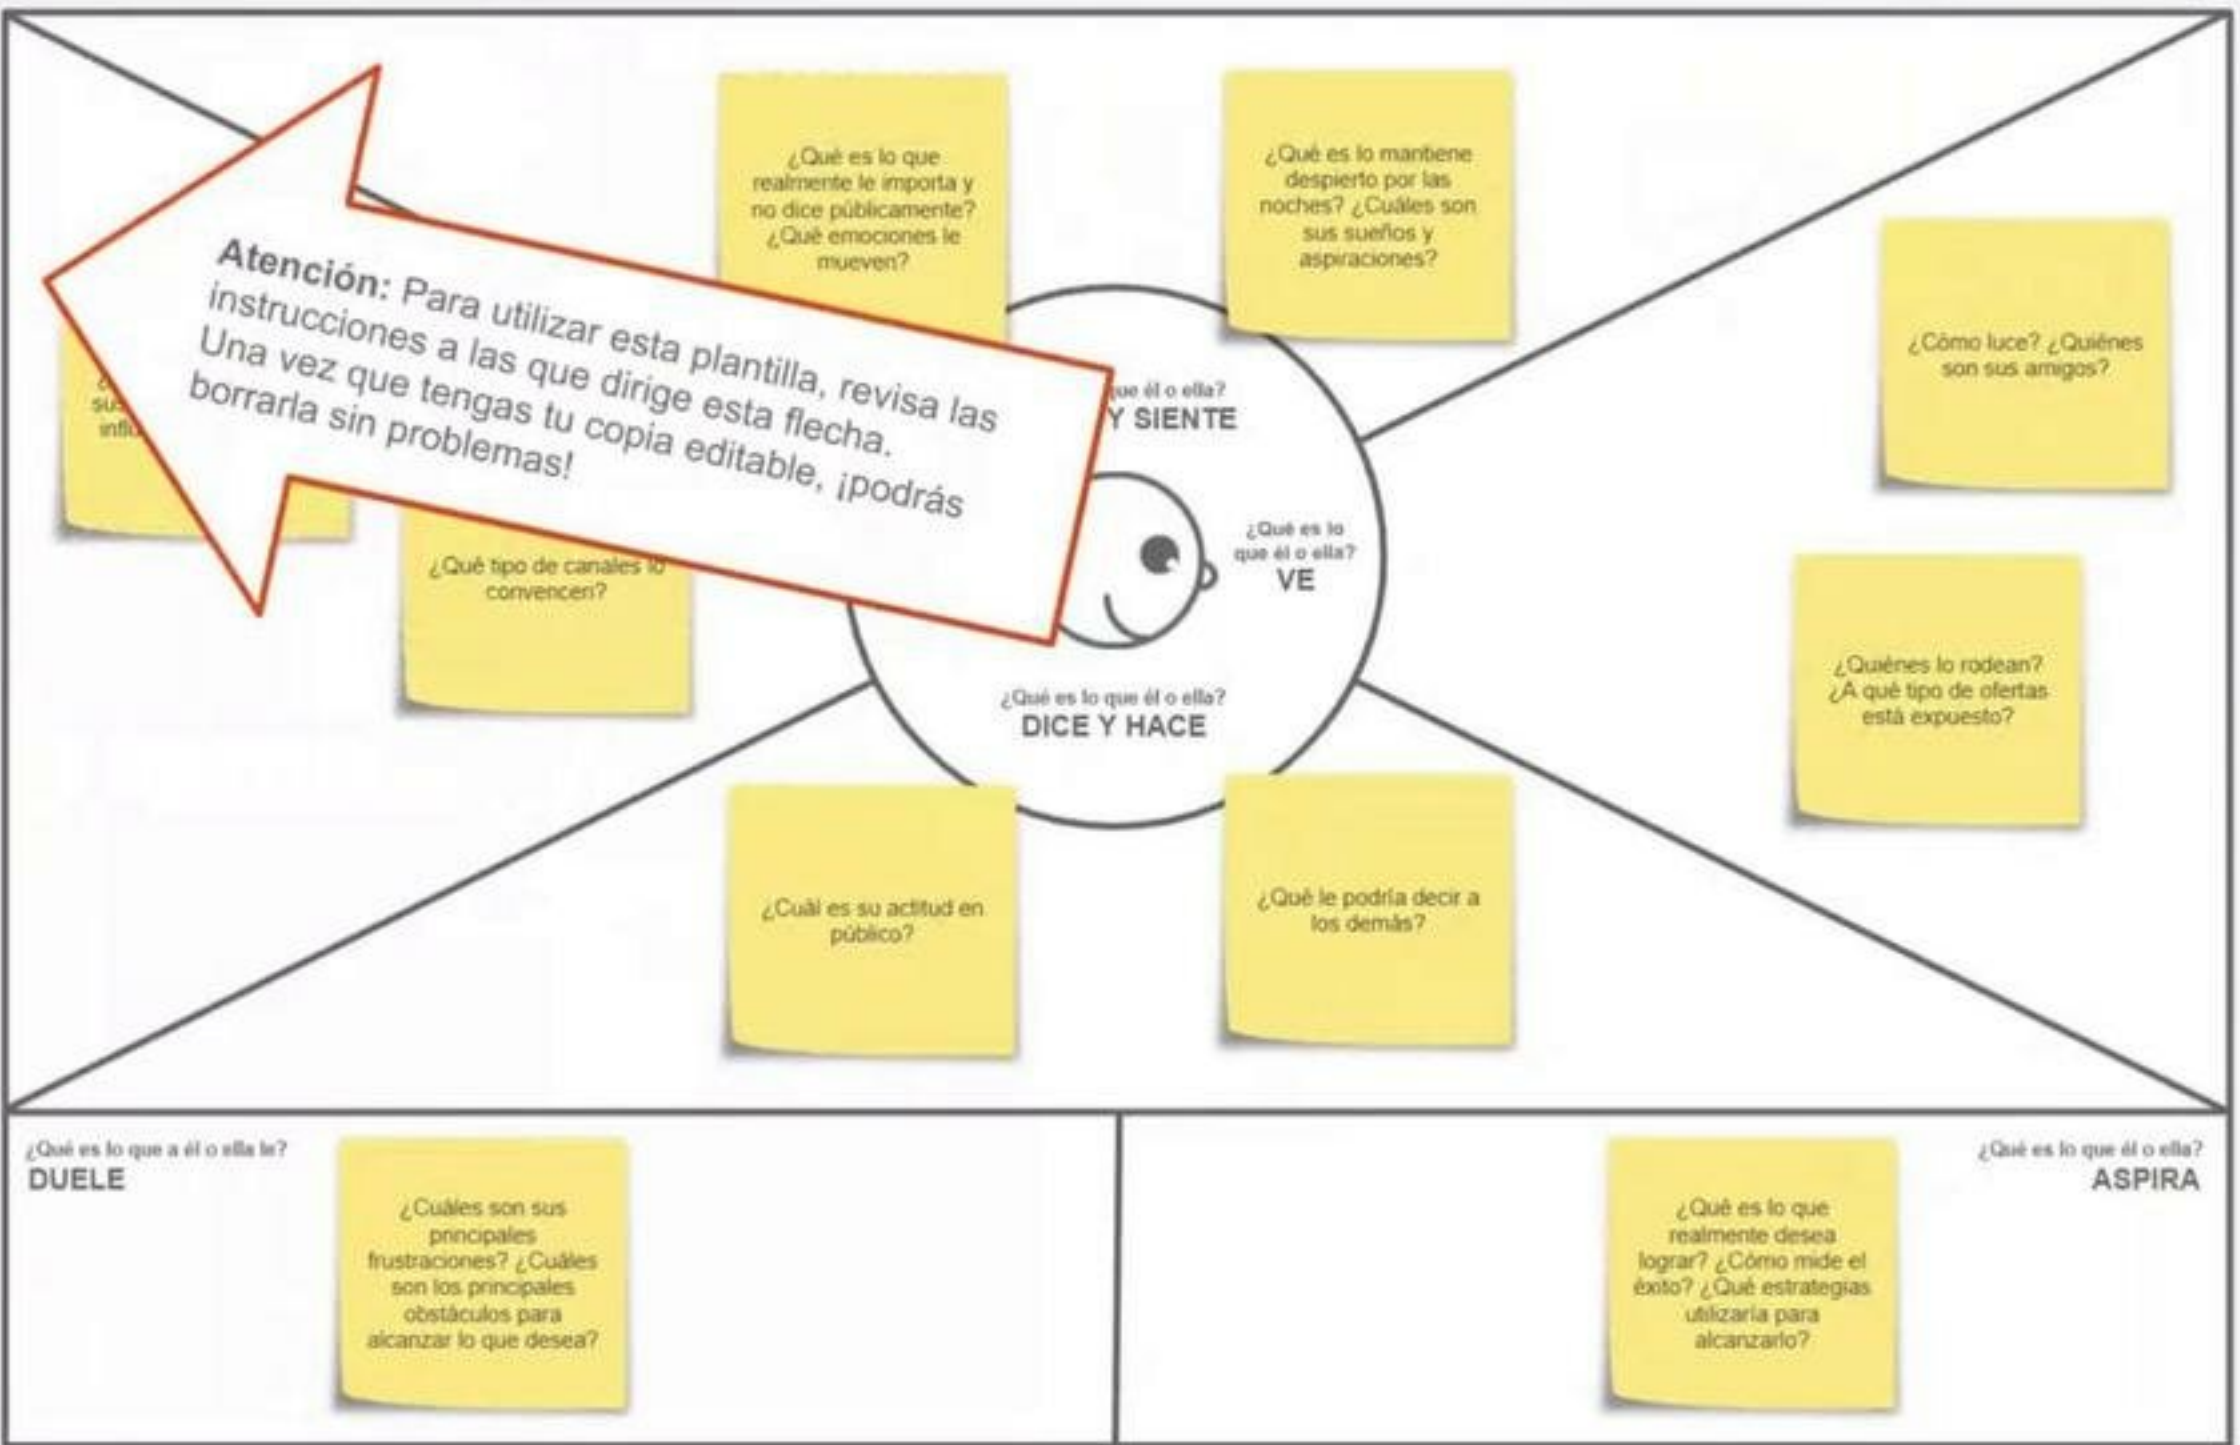 ¿Qué es lo que
realmente le importa y
no dice públicamente?
¿Qué emociones le
mueven?
¿Qué es lo mantiene
despierto por las
noches? ¿Cuáles son
sus sueños y
aspiraciones?
Atención: Para utilizar esta plantilla, revisa las
instrucciones a las que dirige esta flecha.
Una vez que tengas tu copia editable, ¡podrás
borrarla sin problemas!
¿Cómo luce? ¿Quiénes
son sus amigos?
que él o ella?
Y SIENTE
¿Qué es lo
que él o ella?
VE
¿Qué tipo de canales lo
convencen?
¿Quiénes lo rodean?
¿A qué tipo de ofertas
está expuesto?
¿Qué es lo que él o ella?
DICE Y HACE
¿Cuál es su actitud en
público?
¿Qué le podría decir a
los demás?
¿Qué es lo que a él o ella le?
DUELE
¿Cuáles son sus
principales
frustraciones? ¿Cuáles
son los principales
obstáculos para
alcanzar lo que desea?
¿Qué es lo que
realmente desea
lograr? ¿Cómo mide el
éxito? ¿Qué estrategias
utilizaría para
alcanzarlo?
¿Qué es lo que él o ella?
ASPIRA